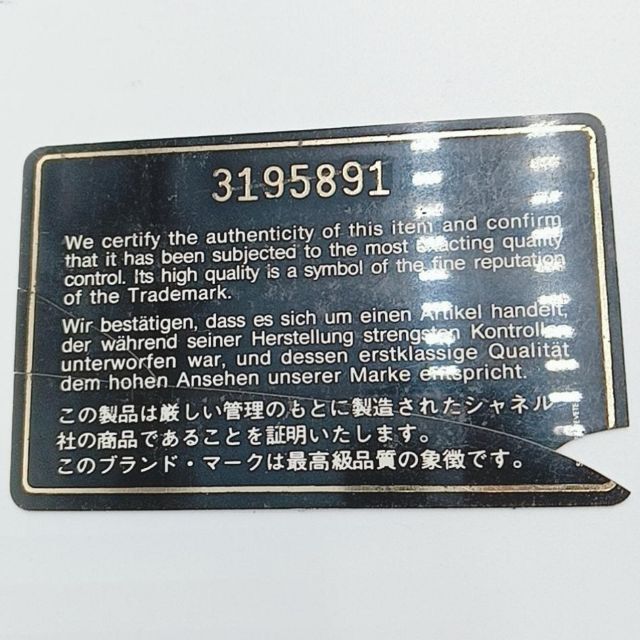 3195891
We certify the authenticity of this item and confirm
that it has been subjected to the most exacting quality
control. Its high quality is a symbol of the fine reputation
of the Trademark.
Wir bestätigen, dass es sich um einen Artikel handelt,
der während seiner Herstellung strengsten Kontrollen
unterworfen war, und dessen erstklassige Qualität
dem hohen Ansehen unserer Marke entspricht.
この製品は厳しい管理のもとに製造されたシャネル
社の商品であることを証明いたします。
このブランド・マークは最高級品質の象徴です。